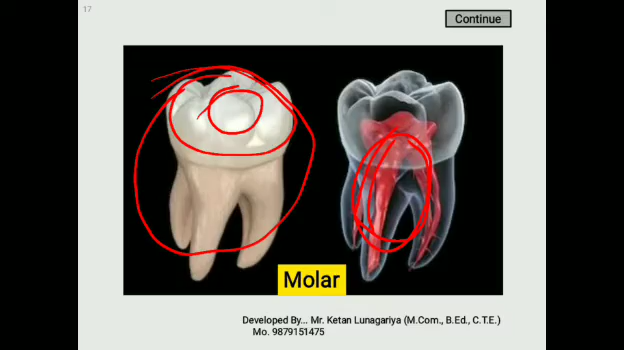 17
Continue
Molar
Developed By... Mr. Ketan Lunagariya (M.Com., B.Ed., C.T.E.)
Mo. 9879151475